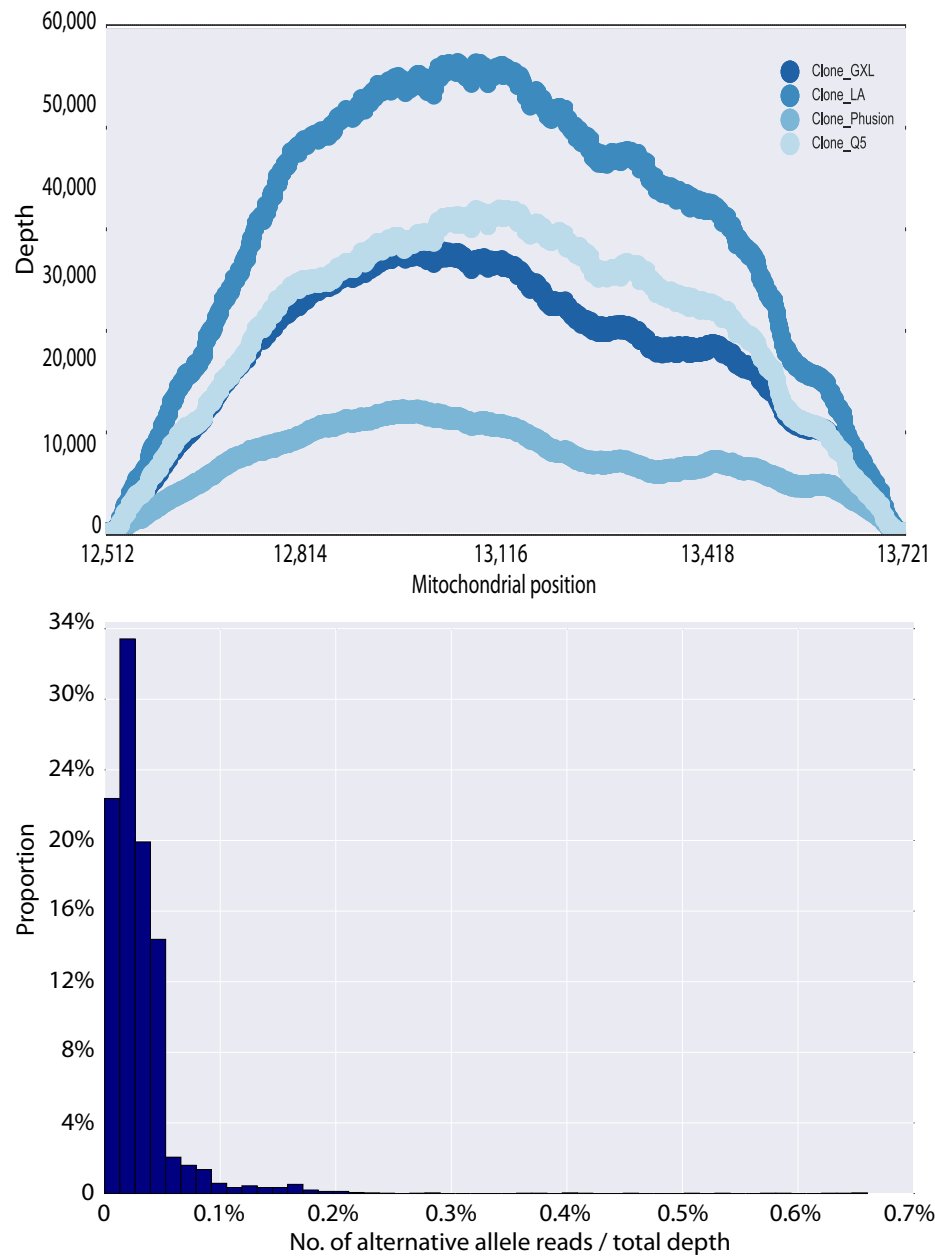 60,000
50,000
40,000
30,000
20,000
10,000
0
Depth
Clone_GXL
Clone_LA
Clone_Phusion
Clone_Q5
12,512 12,814 13,116 13,418 13,721
Mitochondrial position
34%
30%
24%
20%
16%
12%
8%
4%
0
Proportion
0 0.1% 0.2% 0.3% 0.4% 0.5% 0.6% 0.7%
No. of alternative allele reads / total depth